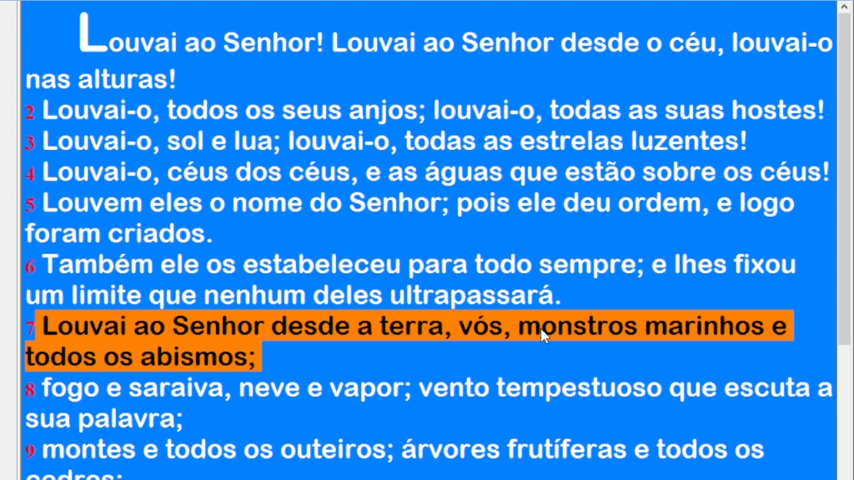 Louvai ao Senhor! Louvai ao Senhor desde o céu, louvai-o
nas alturas!
2 Louvai-o, todos os seus anjos; louvai-o, todas as suas hostes!
3 Louvai-o, sol e lua; louvai-o, todas as estrelas luzentes!
4 Louvai-o, céus dos céus, e as águas que estão sobre os céus!
5 Louvem eles o nome do Senhor; pois ele deu ordem, e logo
foram criados.
6 Também ele os estabeleceu para todo sempre; e lhes fixou
um limite que nenhum deles ultrapassará.
7 Louvai ao Senhor desde a terra, vós, monstros marinhos e
todos os abismos;
8 fogo e saraiva, neve e vapor; vento tempestuoso que escuta a
sua palavra;
9 montes e todos os outeiros; árvores frutíferas e todos os
cedros;